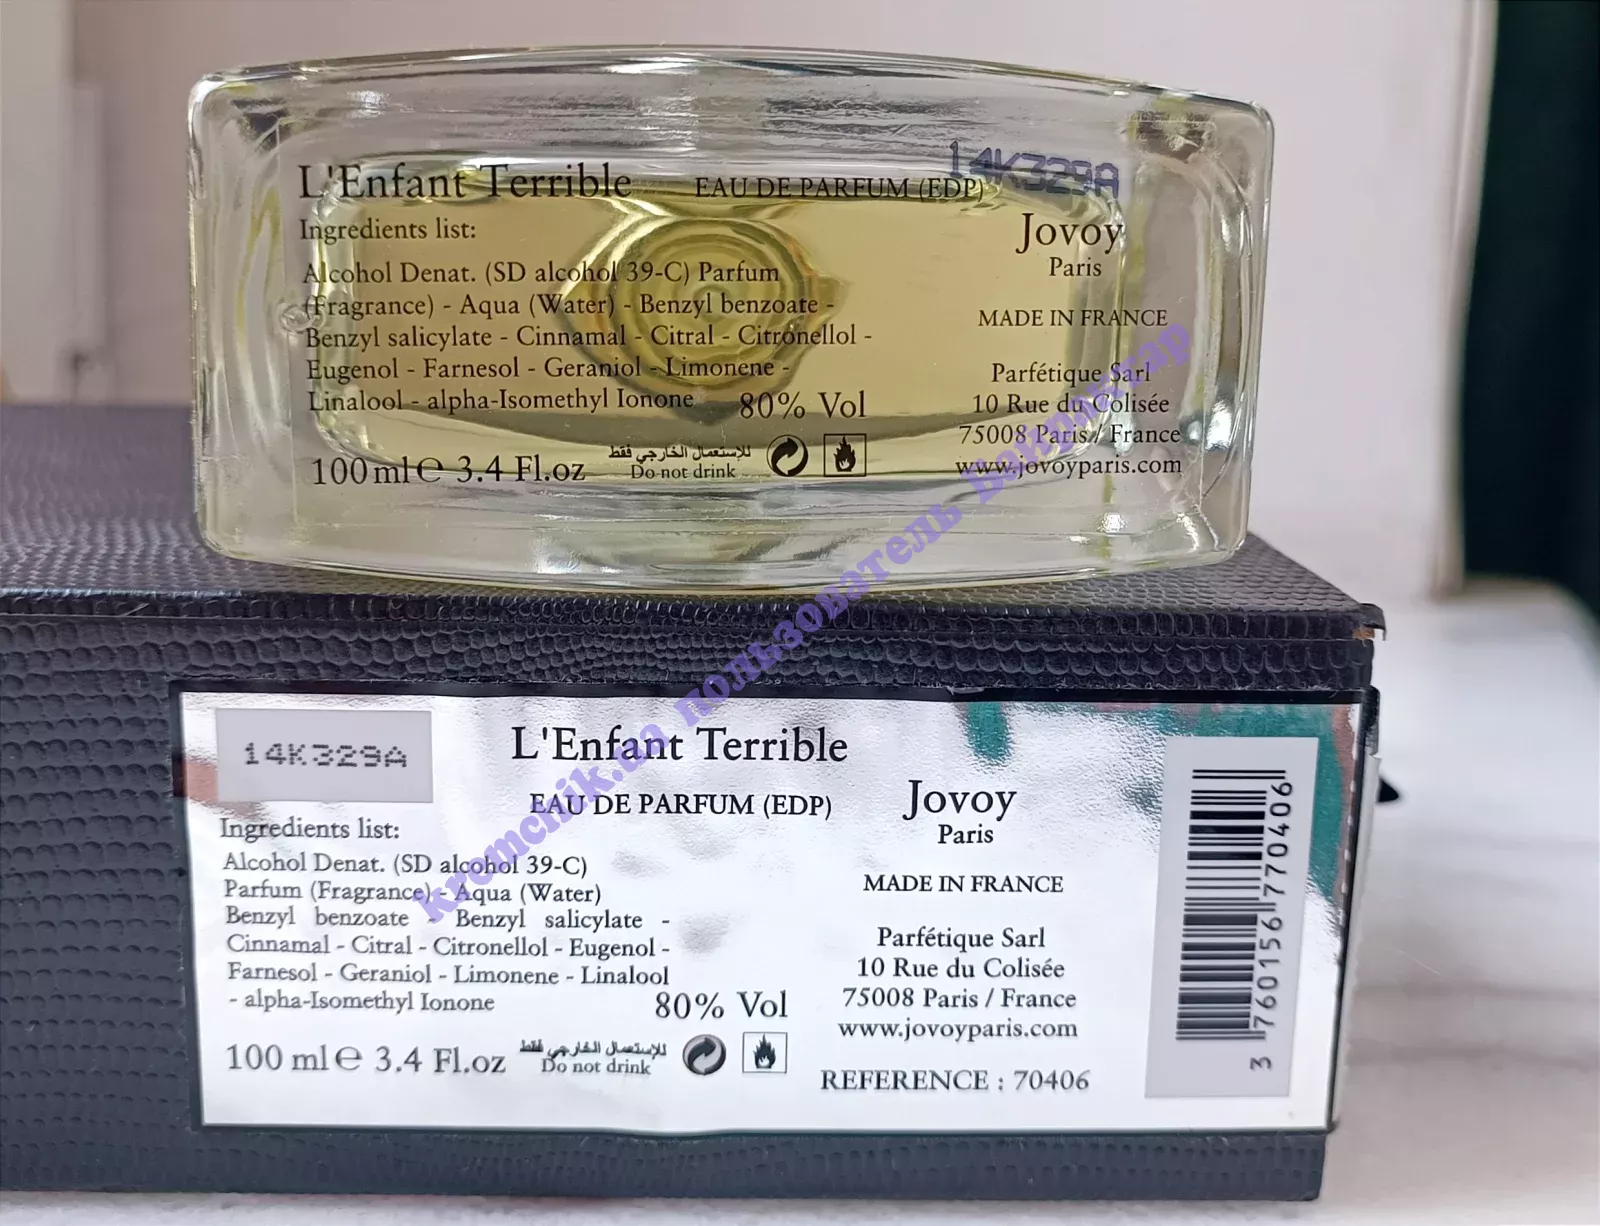 14K329A
L'Enfant Terrible EAU DE PARFUM (EDP)
Ingredients list:
Alcohol Denat. (SD alcohol 39-C) Parfum
(Fragrance) - Aqua (Water) - Benzyl benzoate -
Benzyl salicylate - Cinnamal - Citral - Citronellol -
Eugenol - Farnesol - Geraniol - Limonene -
Linalool - alpha-Isomethyl Ionone 80% Vol
100 ml e 3.4 Fl.oz
للإستعمال الخارجي فقط
Do not drink
Jovoy
Paris
MADE IN FRANCE
Parfétique Sarl
10 Rue du Colisée
75008 Paris / France
www.jovoyparis.com
kremchik.ua пользователь Бакримхар
14K329A
L'Enfant Terrible
EAU DE PARFUM (EDP)
Ingredients list:
Alcohol Denat. (SD alcohol 39-C)
Parfum (Fragrance) - Aqua (Water)
Benzyl benzoate - Benzyl salicylate -
Cinnamal - Citral - Citronellol - Eugenol -
Farnesol - Geraniol - Limonene - Linalool
- alpha-Isomethyl Ionone 80% Vol
100 ml e 3.4 Fl.oz
للإستعمال الخارجي فقط
Do not drink
Jovoy
Paris
MADE IN FRANCE
Parfétique Sarl
10 Rue du Colisée
75008 Paris / France
www.jovoyparis.com
REFERENCE : 70406
3 760156 770406